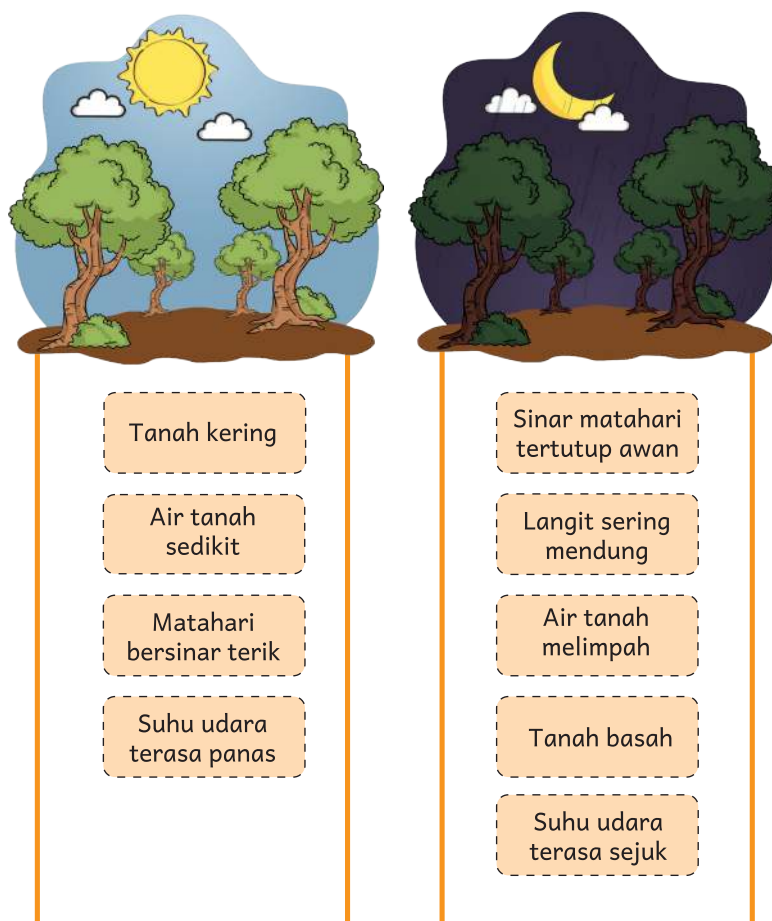 Tanah kering
Air tanah
sedikit
Matahari
bersinar terik
Suhu udara
terasa panas
Sinar matahari
tertutup awan
Langit sering
mendung
Air tanah
melimpah
Tanah basah
Suhu udara
terasa sejuk